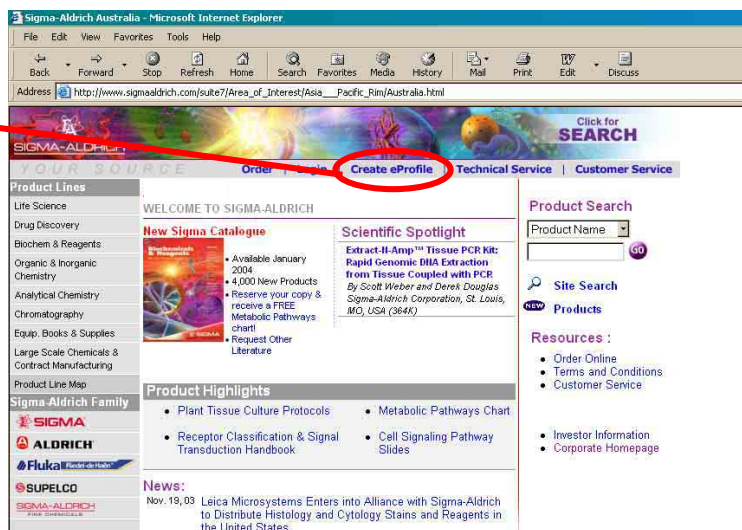 Sigma-Aldrich Australia - Microsoft Internet Explorer
File Edit View Favorites Tools Help
Back Forward Stop Refresh Home Search Favorites Media History Mail Print Edit Discuss
Address http://www.sigmaaldrich.com/suite7/Area_of_Interest/Asia___Pacific_Rim/Australia.html
SIGMA-ALDRICH
Click for
SEARCH
YOUR SOURCE
Order | Login | Create eProfile | Technical Service | Customer Service
Product Lines
Life Science
Drug Discovery
Biochem & Reagents
Organic & Inorganic
Chemistry
Analytical Chemistry
Chromatography
Equip. Books & Supplies
Large Scale Chemicals &
Contract Manufacturing
Product Line Map
Sigma-Aldrich Family
SIGMA
ALDRICH
Fluka Riedel-de Haën
SUPELCO
SIGMA-ALDRICH
FINE CHEMICALS
WELCOME TO SIGMA-ALDRICH
New Sigma Catalogue
Biochemicals
& Reagents
SIGMA
• Available January
2004
• 4,000 New Products
• Reserve your copy &
receive a FREE
Metabolic Pathways
chart!
• Request Other
Literature
Scientific Spotlight
Extract-N-Amp™ Tissue PCR Kit:
Rapid Genomic DNA Extraction
from Tissue Coupled with PCR
By Scott Weber and Derek Douglas
Sigma-Aldrich Corporation, St. Louis,
MO, USA (364K)
Product Highlights
• Plant Tissue Culture Protocols
• Receptor Classification & Signal
Transduction Handbook
• Metabolic Pathways Chart
• Cell Signaling Pathway
Slides
News:
Nov. 19, 03 Leica Microsystems Enters into Alliance with Sigma-Aldrich
to Distribute Histology and Cytology Stains and Reagents in
the United States
Product Search
Product Name
GO
Site Search
NEW Products
Resources :
• Order Online
• Terms and Conditions
• Customer Service
• Investor Information
• Corporate Homepage